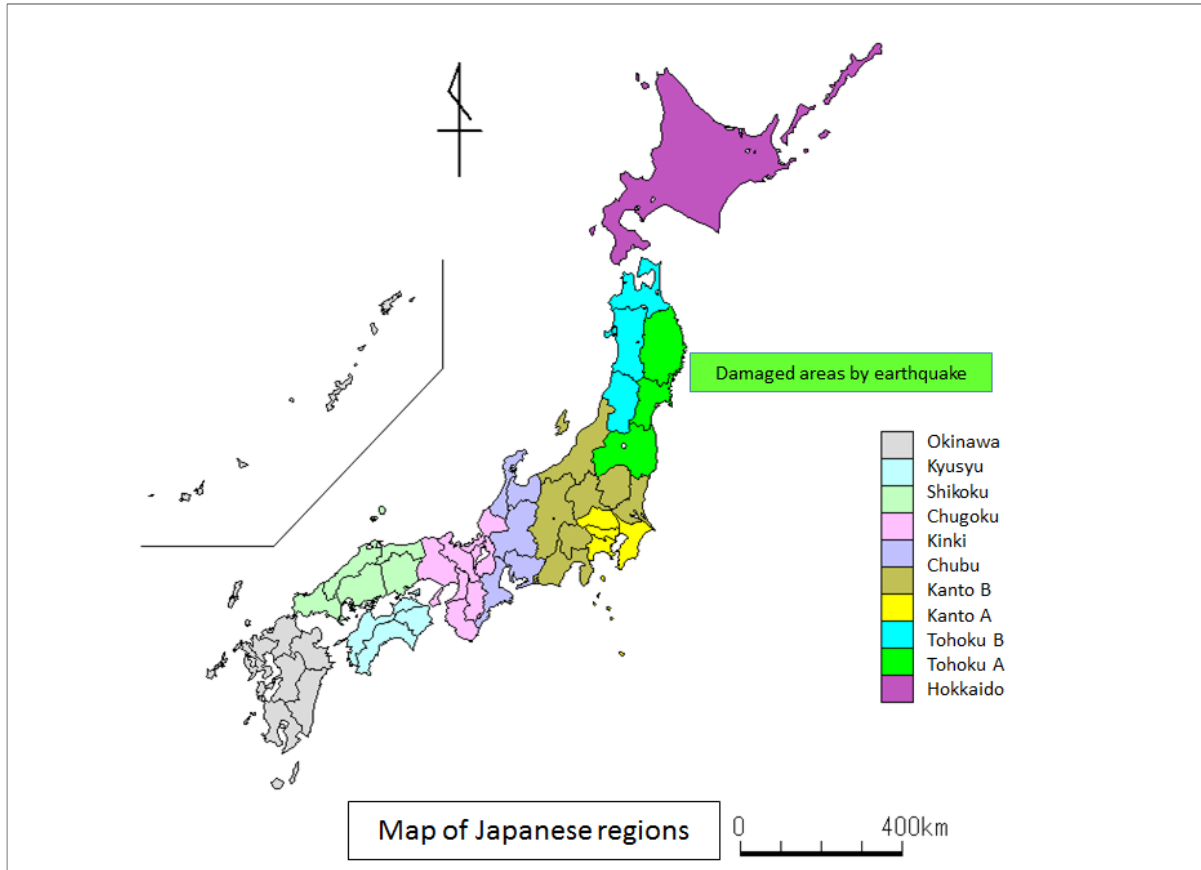 Damaged areas by earthquake
Okinawa
Kyusyu
Shikoku
Chugoku
Kinki
Chubu
Kanto B
Kanto A
Tohoku B
Tohoku A
Hokkaido
Map of Japanese regions
0 400km